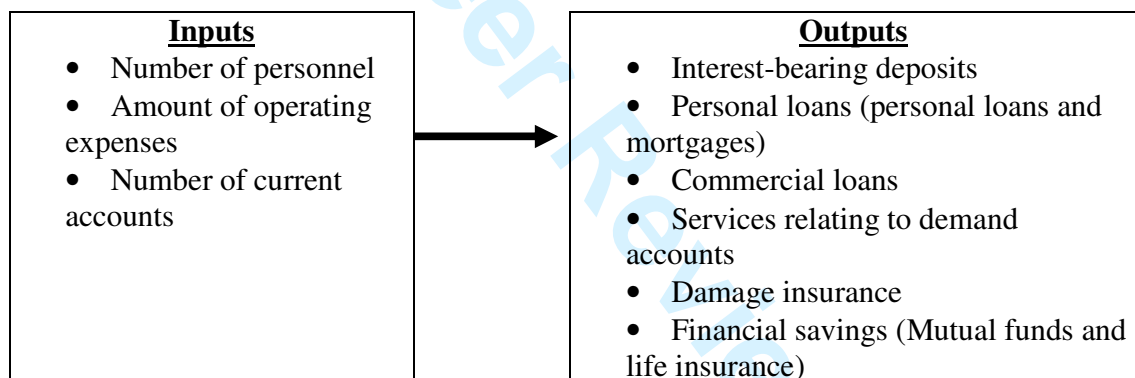 Inputs
• Number of personnel
• Amount of operating
expenses
• Number of current
accounts
Outputs
• Interest-bearing deposits
• Personal loans (personal loans and
mortgages)
• Commercial loans
• Services relating to demand
accounts
• Damage insurance
• Financial savings (Mutual funds and
life insurance)